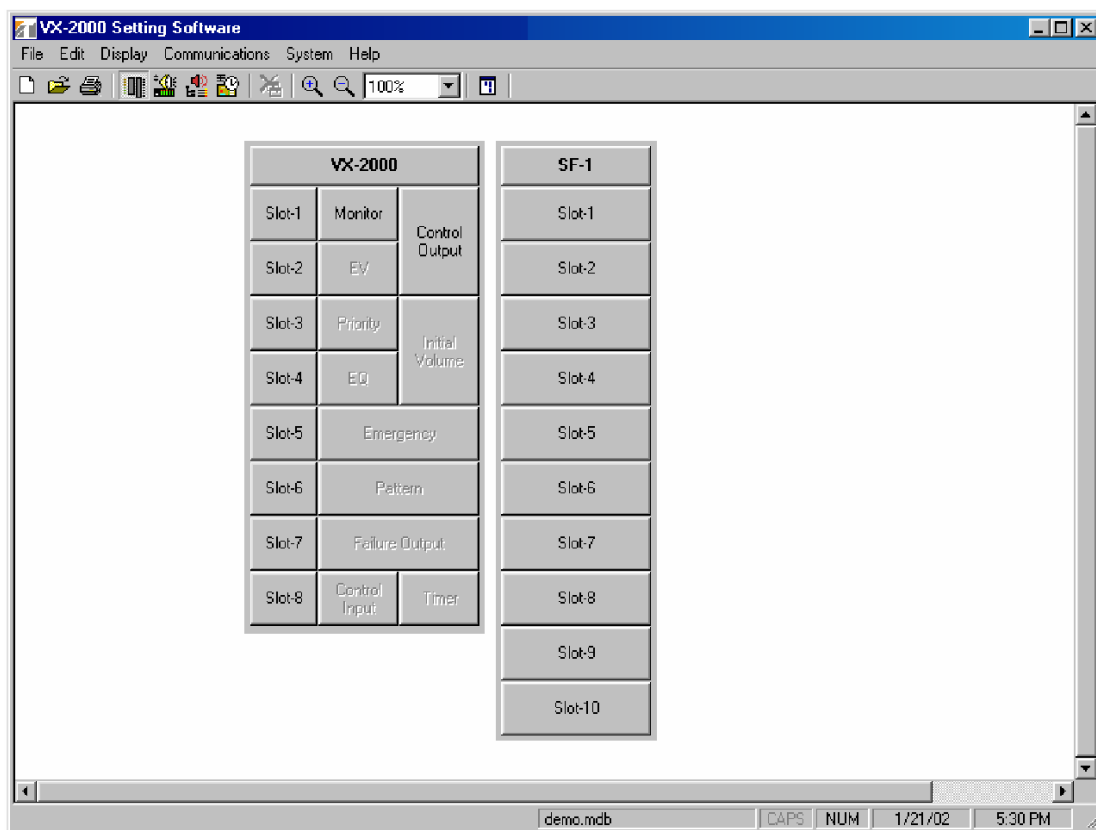 VX-2000 Setting Software
File Edit Display Communications System Help
100%
VX-2000
Slot-1 Monitor Control Output
Slot-2 EV
Slot-3 Priority Initial Volume
Slot-4 EQ
Slot-5 Emergency
Slot-6 Pattern
Slot-7 Failure Output
Slot-8 Control Input Timer
SF-1
Slot-1
Slot-2
Slot-3
Slot-4
Slot-5
Slot-6
Slot-7
Slot-8
Slot-9
Slot-10
demo.mdb CAPS NUM 1/21/02 5:30 PM